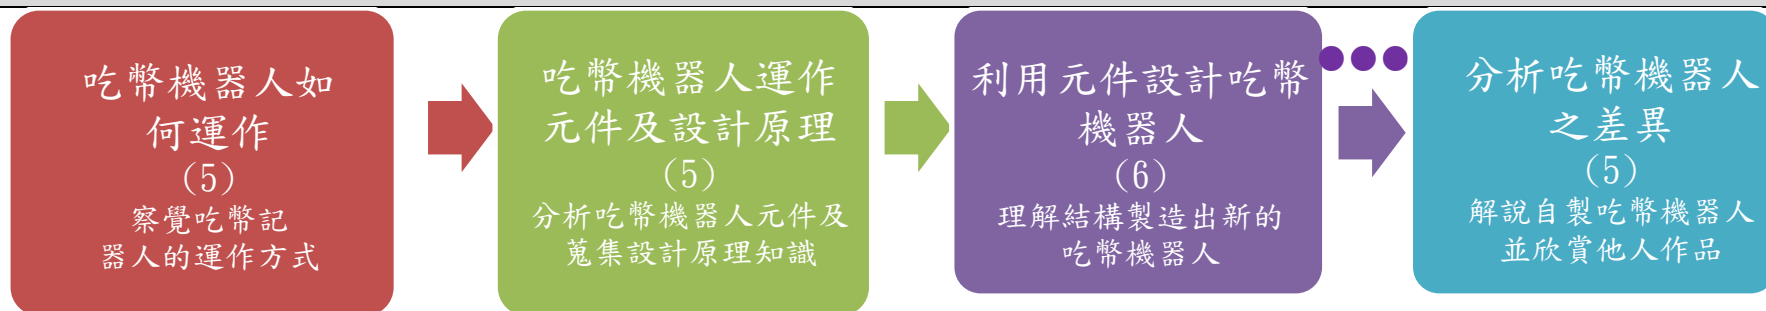 吃幣機器人如
何運作
(5)
察覺吃幣記
器人的運作方式
吃幣機器人運作
元件及設計原理
(5)
分析吃幣機器人元件及
蒐集設計原理知識
利用元件設計吃幣
機器人
(6)
理解結構製造出新的
吃幣機器人
分析吃幣機器人
之差異
(5)
解說自製吃幣機器人
並欣賞他人作品